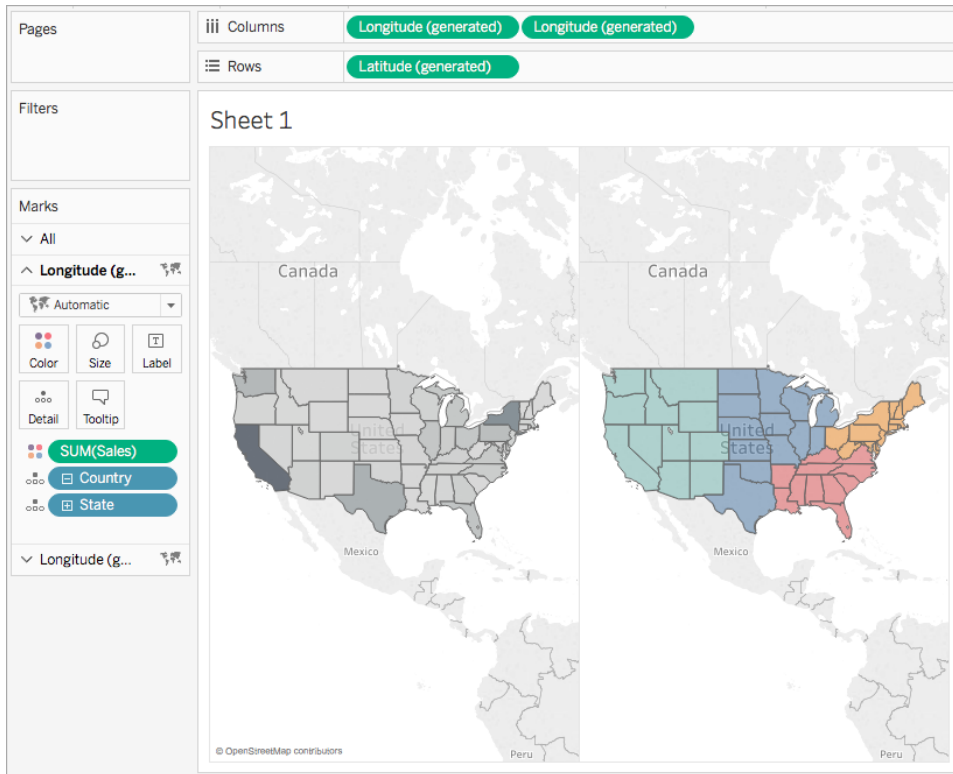 Pages
Columns
Longitude (generated) Longitude (generated)
Rows
Latitude (generated)
Filters
Sheet 1
Marks
All
Longitude (g...
Automatic
Color Size Label
Detail Tooltip
SUM(Sales)
Country
State
Longitude (g...
Canada
United
States
Mexico
Peru
© OpenStreetMap contributors
Canada
United
States
Mexico
Peru